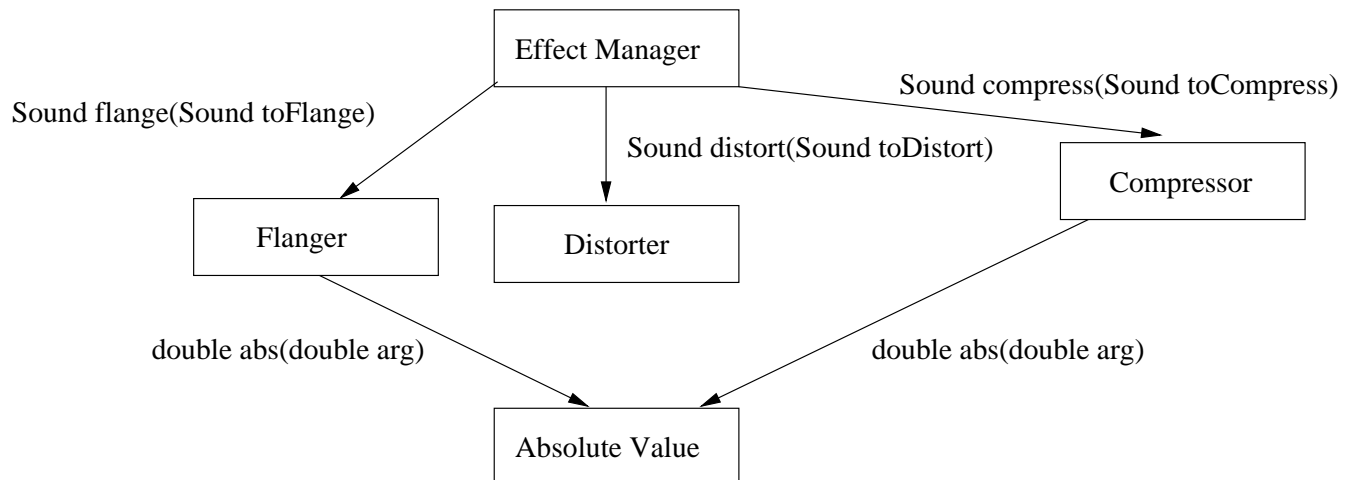 Effect Manager
Sound compress(Sound toCompress)
Sound flange(Sound toFlange)
Sound distort(Sound toDistort)
Compressor
Flanger
Distorter
double abs(double arg)
double abs(double arg)
Absolute Value